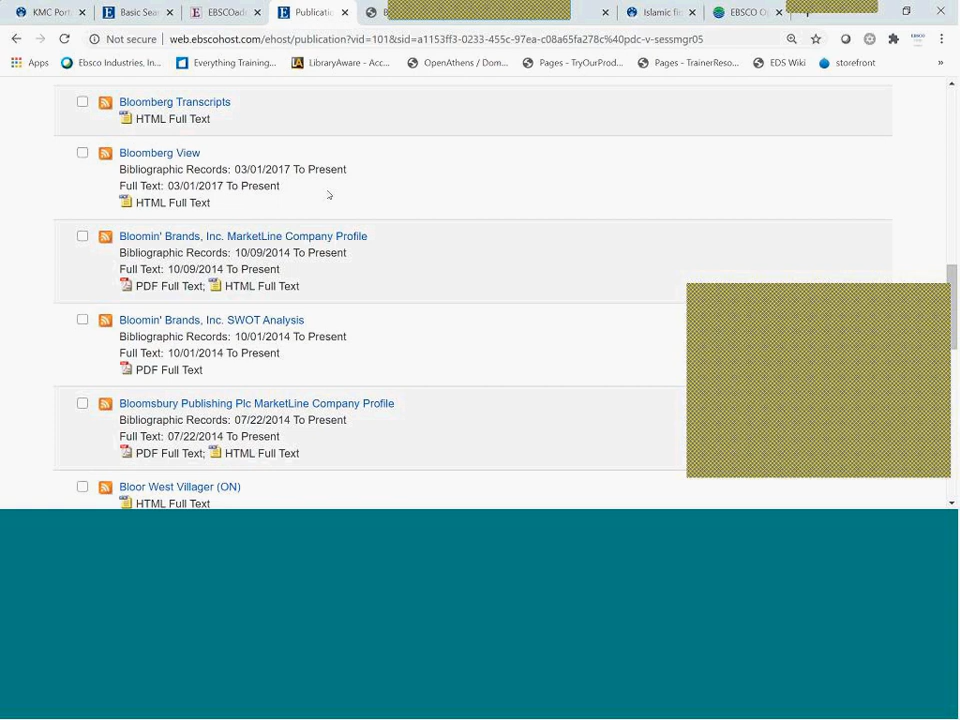 KMC Port
Basic Sea
EBSCOad
Publicati
B
Islamic fi
EBSCO O
Not secure
web.ebscohost.com/ehost/publication?vid=101&sid=a1153ff3-0233-455c-97ea-c08a65fa278c%40pdc-v-sessmgr05
Apps
Ebsco Industries, In...
Everything Training...
LibraryAware - Acc...
OpenAthens / Dom...
Pages - TryOurProd...
Pages - TrainerReso...
EDS Wiki
storefront
»
Bloomberg Transcripts
HTML Full Text
Bloomberg View
Bibliographic Records: 03/01/2017 To Present
Full Text: 03/01/2017 To Present
HTML Full Text
Bloomin' Brands, Inc. MarketLine Company Profile
Bibliographic Records: 10/09/2014 To Present
Full Text: 10/09/2014 To Present
PDF Full Text; HTML Full Text
Bloomin' Brands, Inc. SWOT Analysis
Bibliographic Records: 10/01/2014 To Present
Full Text: 10/01/2014 To Present
PDF Full Text
Bloomsbury Publishing Plc MarketLine Company Profile
Bibliographic Records: 07/22/2014 To Present
Full Text: 07/22/2014 To Present
PDF Full Text; HTML Full Text
Bloor West Villager (ON)
HTML Full Text